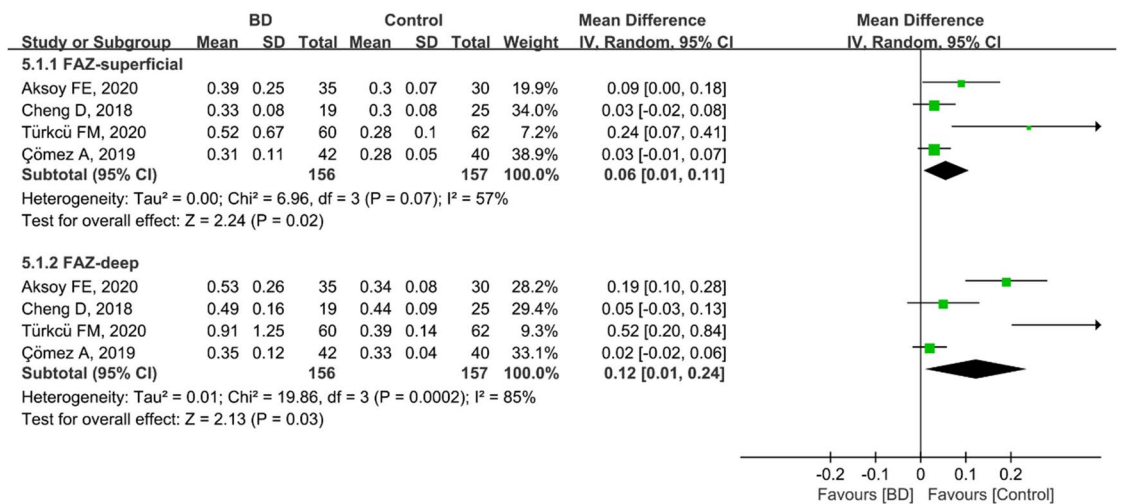 BD Control Mean Difference Mean Difference
Study or Subgroup Mean SD Total Mean SD Total Weight IV, Random, 95% CI IV, Random, 95% CI
5.1.1 FAZ-superficial
Aksoy FE, 2020 0.39 0.25 35 0.3 0.07 30 19.9% 0.09 [0.00, 0.18]
Cheng D, 2018 0.33 0.08 19 0.3 0.08 25 34.0% 0.03 [-0.02, 0.08]
Türkcü FM, 2020 0.52 0.67 60 0.28 0.1 62 7.2% 0.24 [0.07, 0.41]
Çömez A, 2019 0.31 0.11 42 0.28 0.05 40 38.9% 0.03 [-0.01, 0.07]
Subtotal (95% CI) 156 157 100.0% 0.06 [0.01, 0.11]
Heterogeneity: Tau² = 0.00; Chi² = 6.96, df = 3 (P = 0.07); I² = 57%
Test for overall effect: Z = 2.24 (P = 0.02)
5.1.2 FAZ-deep
Aksoy FE, 2020 0.53 0.26 35 0.34 0.08 30 28.2% 0.19 [0.10, 0.28]
Cheng D, 2018 0.49 0.16 19 0.44 0.09 25 29.4% 0.05 [-0.03, 0.13]
Türkcü FM, 2020 0.91 1.25 60 0.39 0.14 62 9.3% 0.52 [0.20, 0.84]
Çömez A, 2019 0.35 0.12 42 0.33 0.04 40 33.1% 0.02 [-0.02, 0.06]
Subtotal (95% CI) 156 157 100.0% 0.12 [0.01, 0.24]
Heterogeneity: Tau² = 0.01; Chi² = 19.86, df = 3 (P = 0.0002); I² = 85%
Test for overall effect: Z = 2.13 (P = 0.03)
-0.2 -0.1 0 0.1 0.2
Favours [BD] Favours [Control]